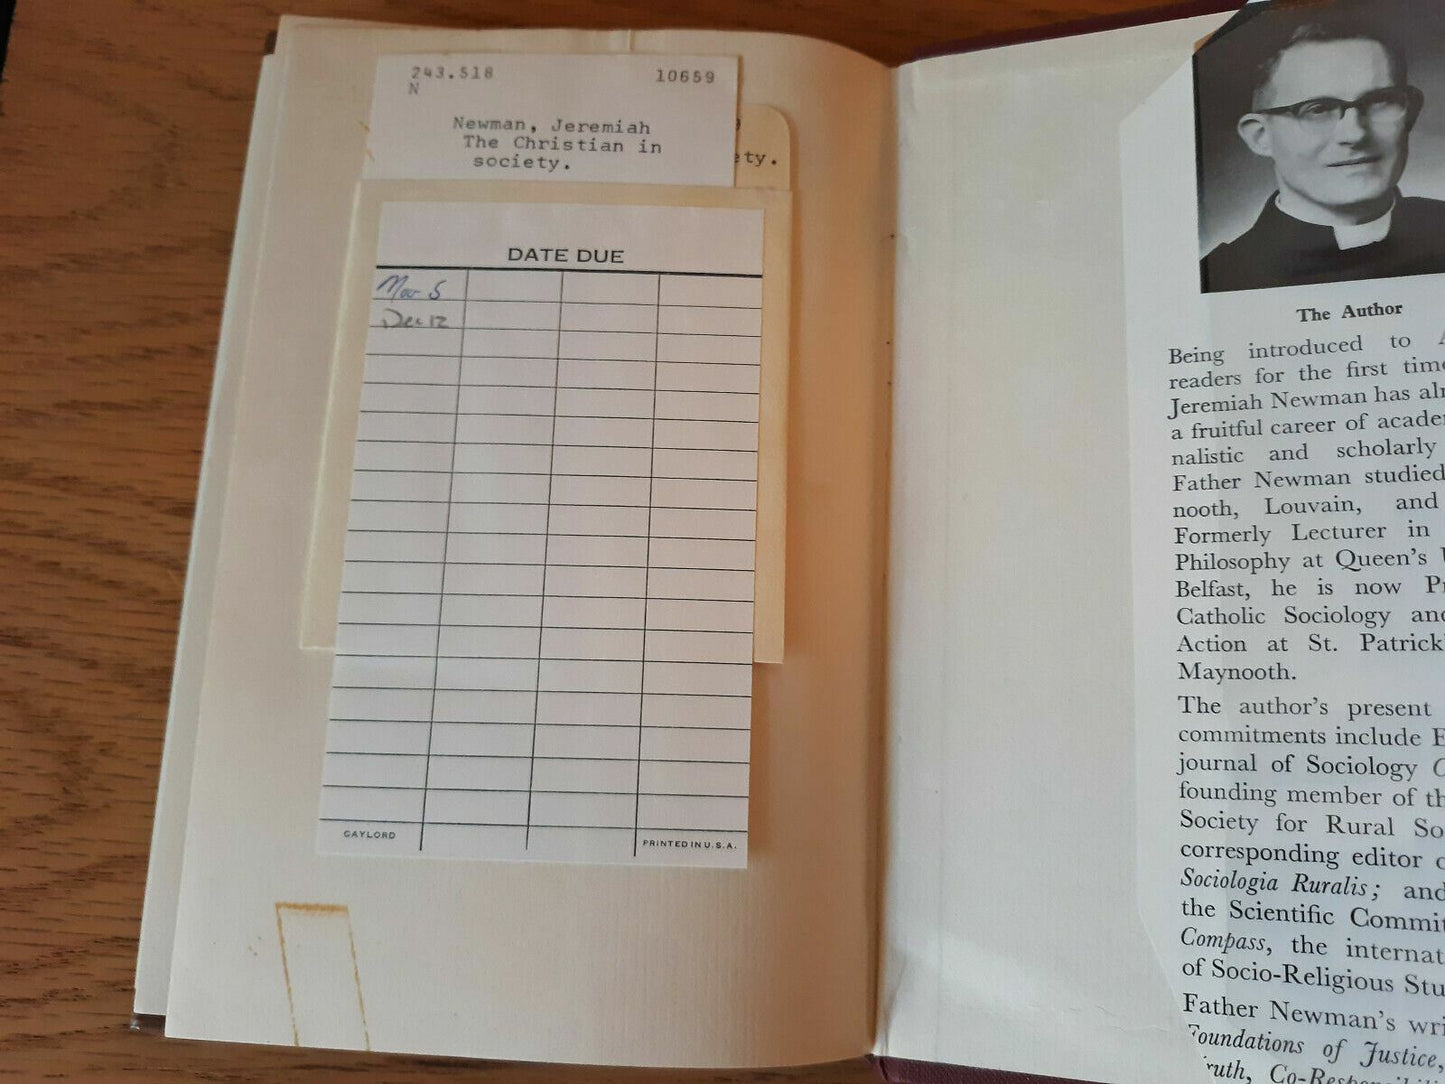 243.518 10659
N
Newman, Jeremiah
The Christian in
society.
ety.
DATE DUE
Nov 5
Dec 12
GAYLORD PRINTED IN U.S.A.
The Author
Being introduced to
readers for the first time
Jeremiah Newman has
a fruitful career of
nalistic and scholarly
Father Newman studied
nooth, Louvain, and
Formerly Lecturer in
Philosophy at Queen's
Belfast, he is now
Catholic Sociology and
Action at St. Patrick
Maynooth.
The author's present
commitments include
journal of Sociology
founding member of
Society for Rural
corresponding editor
Sociologia Ruralis; and
the Scientific
Compass, the
of Socio-Religious
Father Newman's
Foundations of Justice,